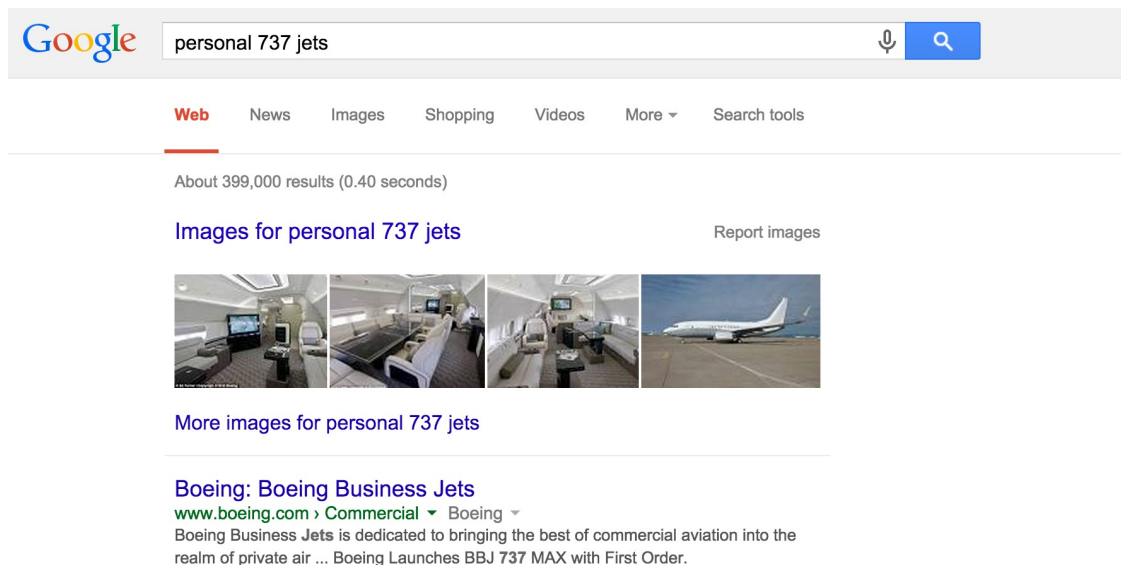 Google
personal 737 jets
Web News Images Shopping Videos More Search tools
About 399,000 results (0.40 seconds)
Images for personal 737 jets Report images
More images for personal 737 jets
Boeing: Boeing Business Jets
www.boeing.com › Commercial Boeing
Boeing Business Jets is dedicated to bringing the best of commercial aviation into the
realm of private air ... Boeing Launches BBJ 737 MAX with First Order.